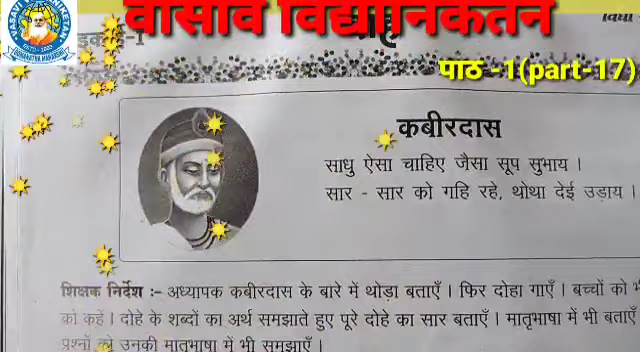 वासवि विद्यानिकेतन
पाठ -1(part-17)
कबीरदास
साधु ऐसा चाहिए जैसा सूप सुभाय ।
सार - सार को गहि रहे, थोथा देई उड़ाय ।
शिक्षक निर्देश :- अध्यापक कबीरदास के बारे में थोड़ा बताएँ । फिर दोहा गाएँ । बच्चों को भी
को कहें । दोहे के शब्दों का अर्थ समझाते हुए पूरे दोहे का सार बताएँ । मातृभाषा में भी बताएँ
प्रश्नों को उनकी मातृभाषा में भी समझाएँ ।